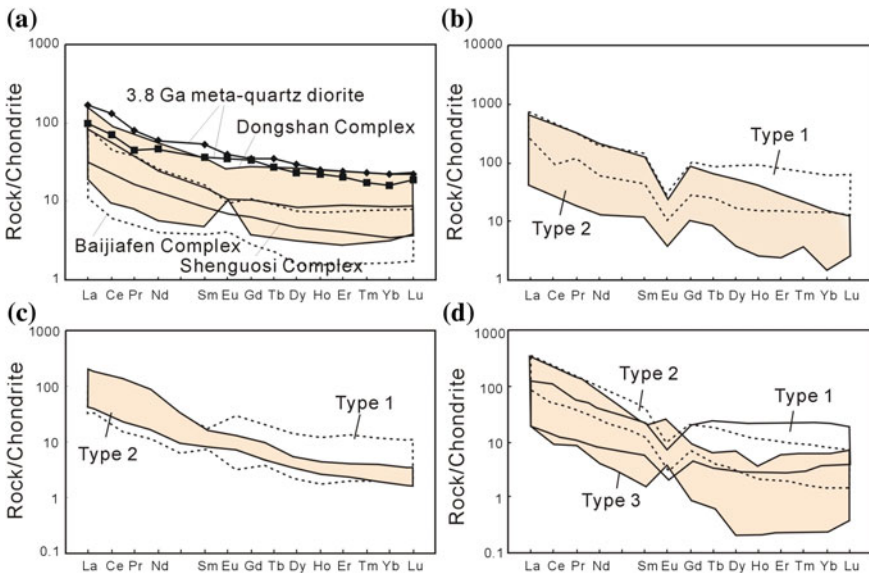 (a)
1000
100
10
1
Rock/Chondrite
3.8 Ga meta-quartz diorite
Dongshan Complex
Baijiafen Complex
Shenguosi Complex
La Ce Pr Nd Sm Eu Gd Tb Dy Ho Er Tm Yb Lu
(b)
10000
1000
100
10
1
Rock/Chondrite
Type 1
Type 2
La Ce Pr Nd Sm Eu Gd Tb Dy Ho Er Tm Yb Lu
(c)
1000
100
10
1
0.1
Rock/Chondrite
Type 1
Type 2
La Ce Pr Nd Sm Eu Gd Tb Dy Ho Er Tm Yb Lu
(d)
1000
100
10
1
0.1
Rock/Chondrite
Type 2
Type 1
Type 3
La Ce Pr Nd Sm Eu Gd Tb Dy Ho Er Tm Yb Lu